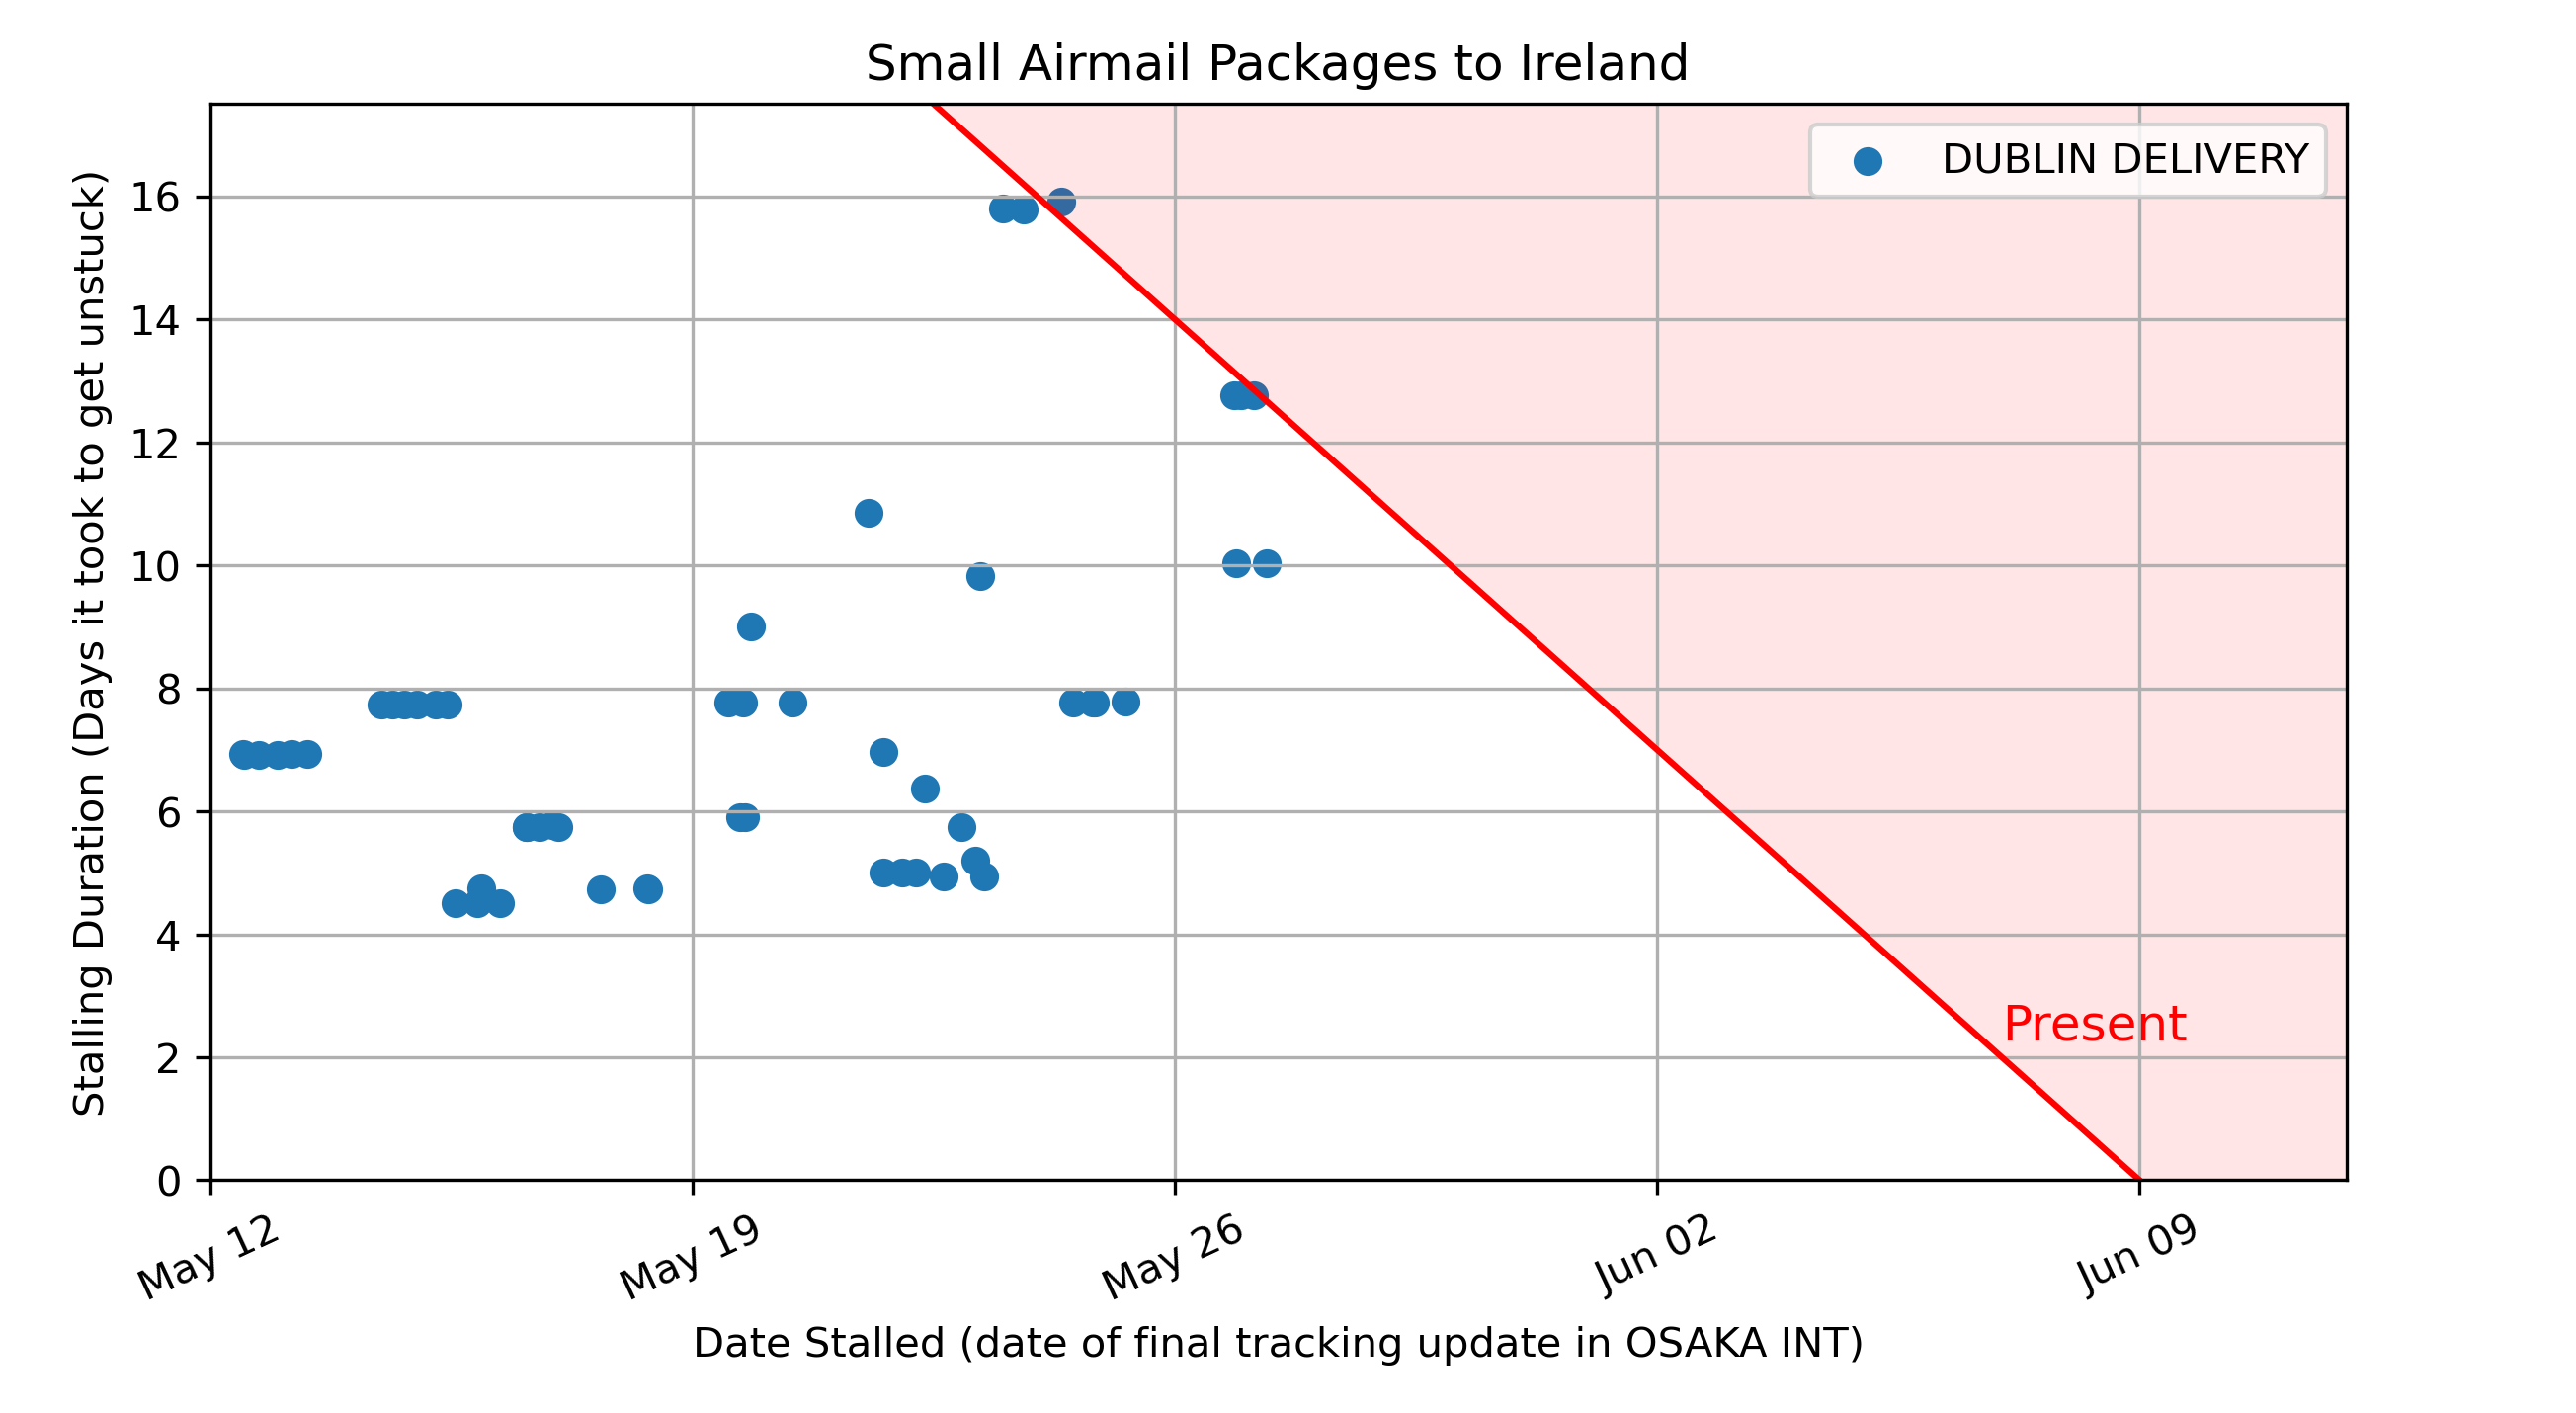 Small Airmail Packages to Ireland
DUBLIN DELIVERY
Stalling Duration (Days it took to get unstuck)
16
14
12
10
8
6
4
2
0
Present
May 12
May 19
May 26
Jun 02
Jun 09
Date Stalled (date of final tracking update in OSAKA INT)